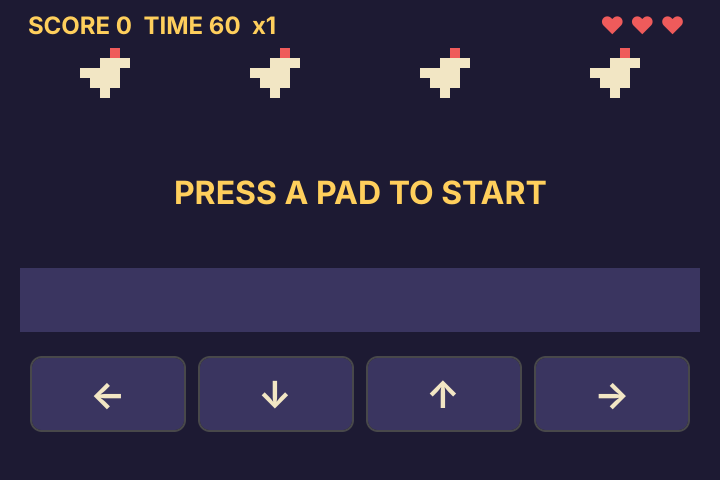 SCORE 0 TIME 60 x1
PRESS A PAD TO START
← ↓ ↑ →